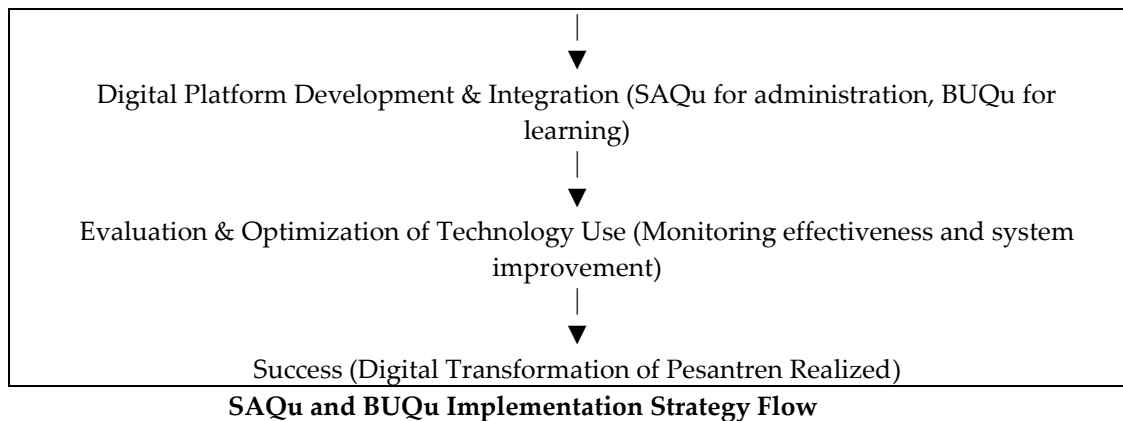 Digital Platform Development & Integration (SAQu for administration, BUQu for
learning)
Evaluation & Optimization of Technology Use (Monitoring effectiveness and system
improvement)
Success (Digital Transformation of Pesantren Realized)
SAQu and BUQu Implementation Strategy Flow